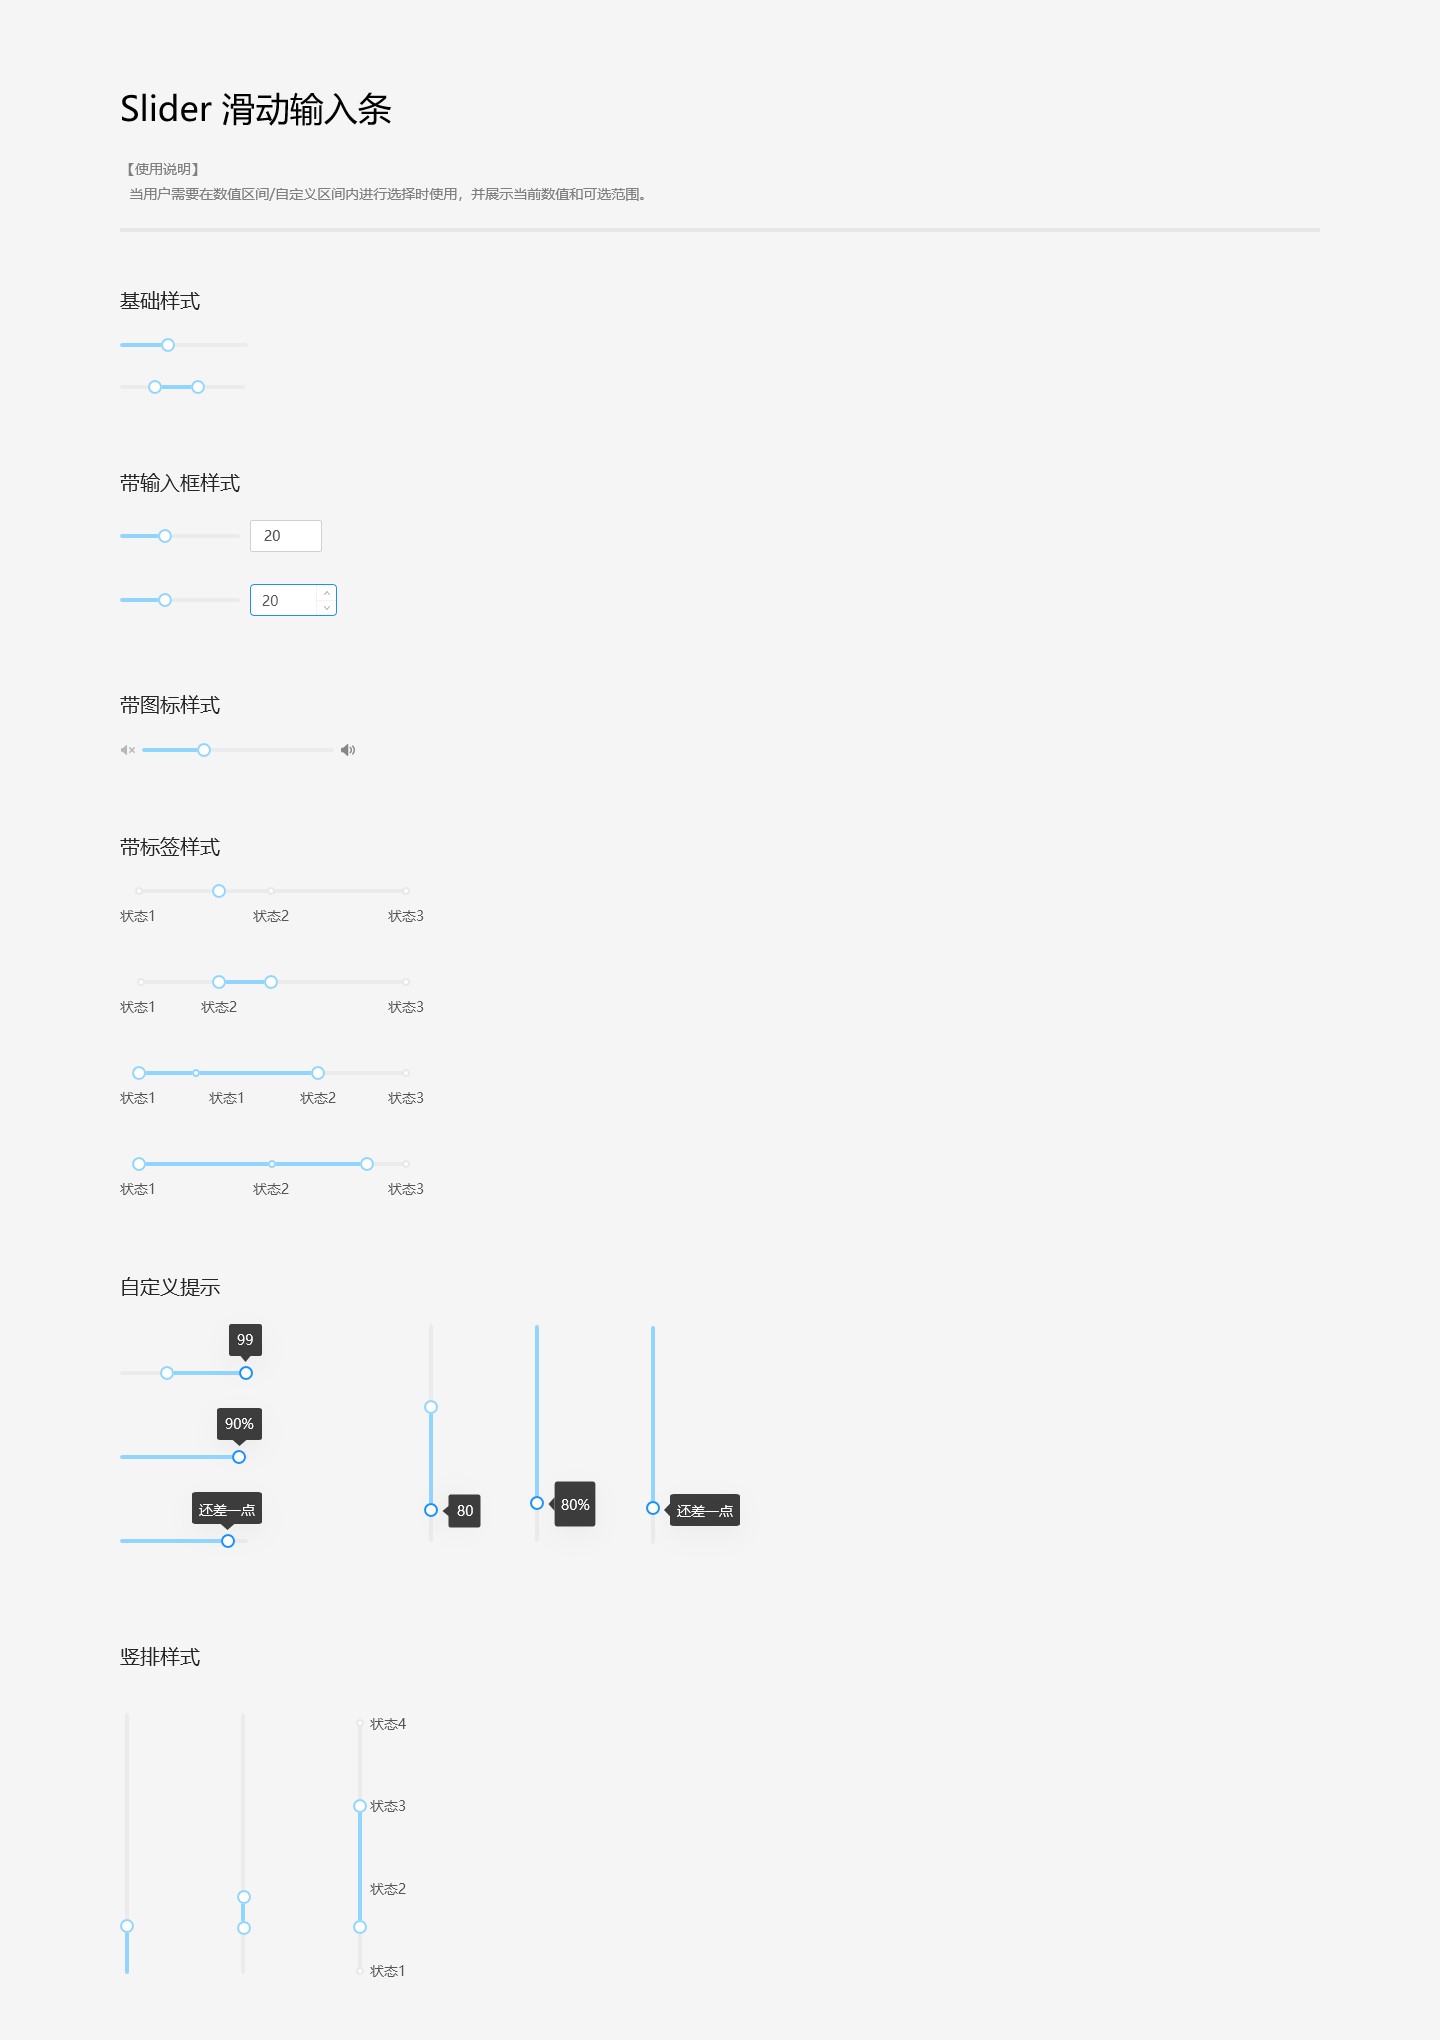 Slider 滑动输入条
【使用说明】
当用户需要在数值区间/自定义区间内进行选择时使用，并展示当前数值和可选范围。
基础样式
带输入框样式
20
20
带图标样式
带标签样式
状态1 状态2 状态3
状态1 状态2 状态3
状态1 状态1 状态2 状态3
状态1 状态2 状态3
自定义提示
99
90%
还差一点
80
80%
还差一点
竖排样式
状态4
状态3
状态2
状态1